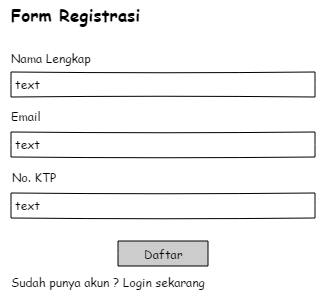 Form Registrasi
Nama Lengkap
text
Email
text
No. KTP
text
Daftar
Sudah punya akun ? Login sekarang